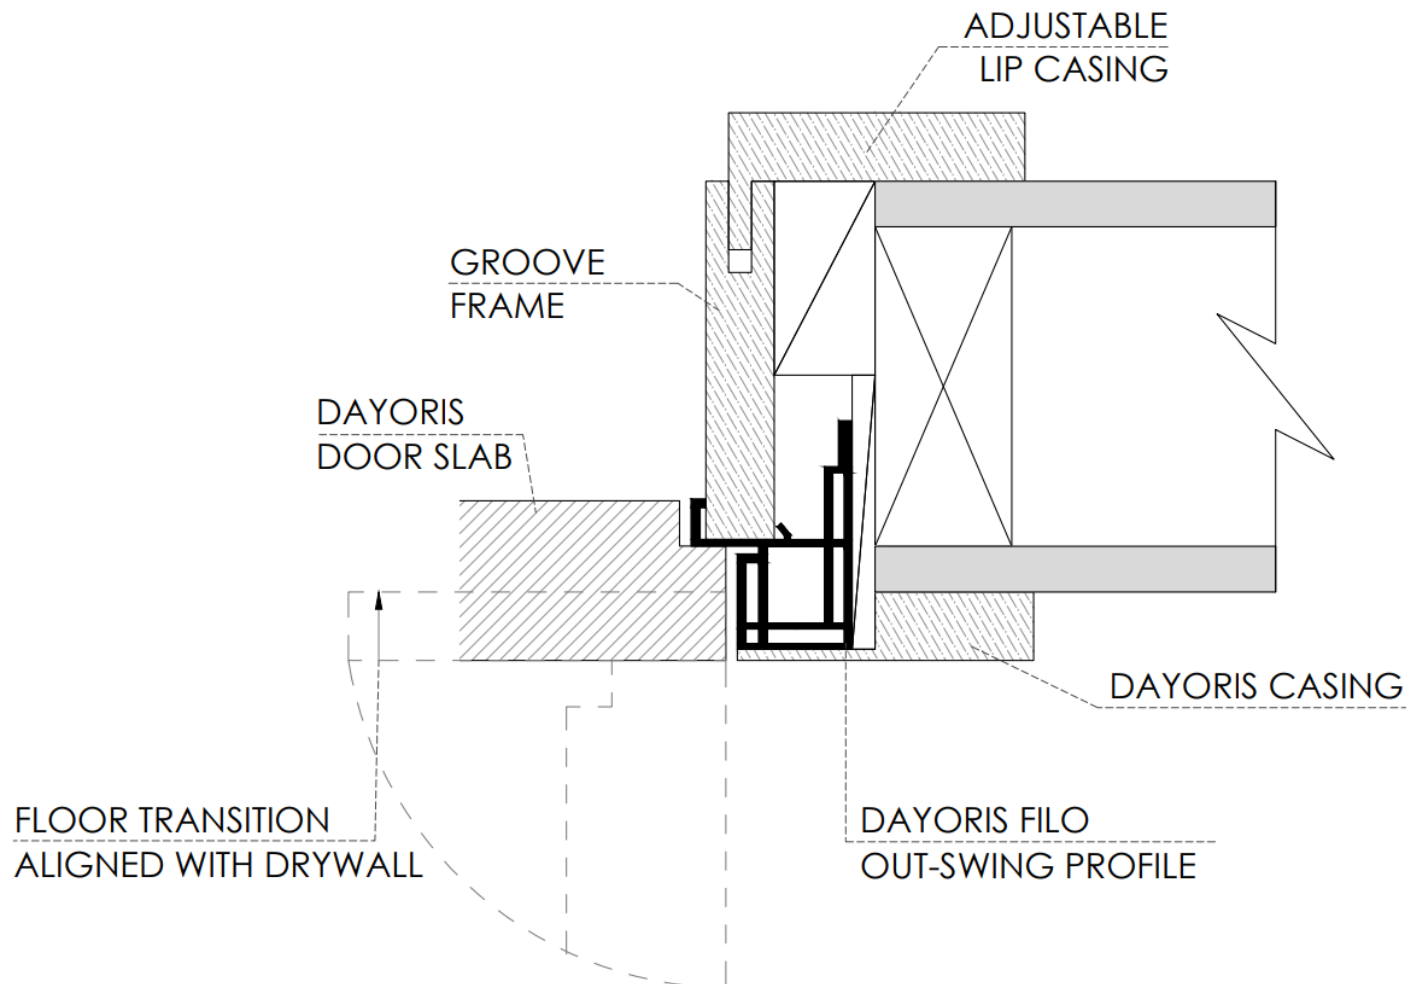 ADJUSTABLE
LIP CASING
GROOVE
FRAME
DAYORIS
DOOR SLAB
DAYORIS CASING
FLOOR TRANSITION
ALIGNED WITH DRYWALL
DAYORIS FILO
OUT-SWING PROFILE